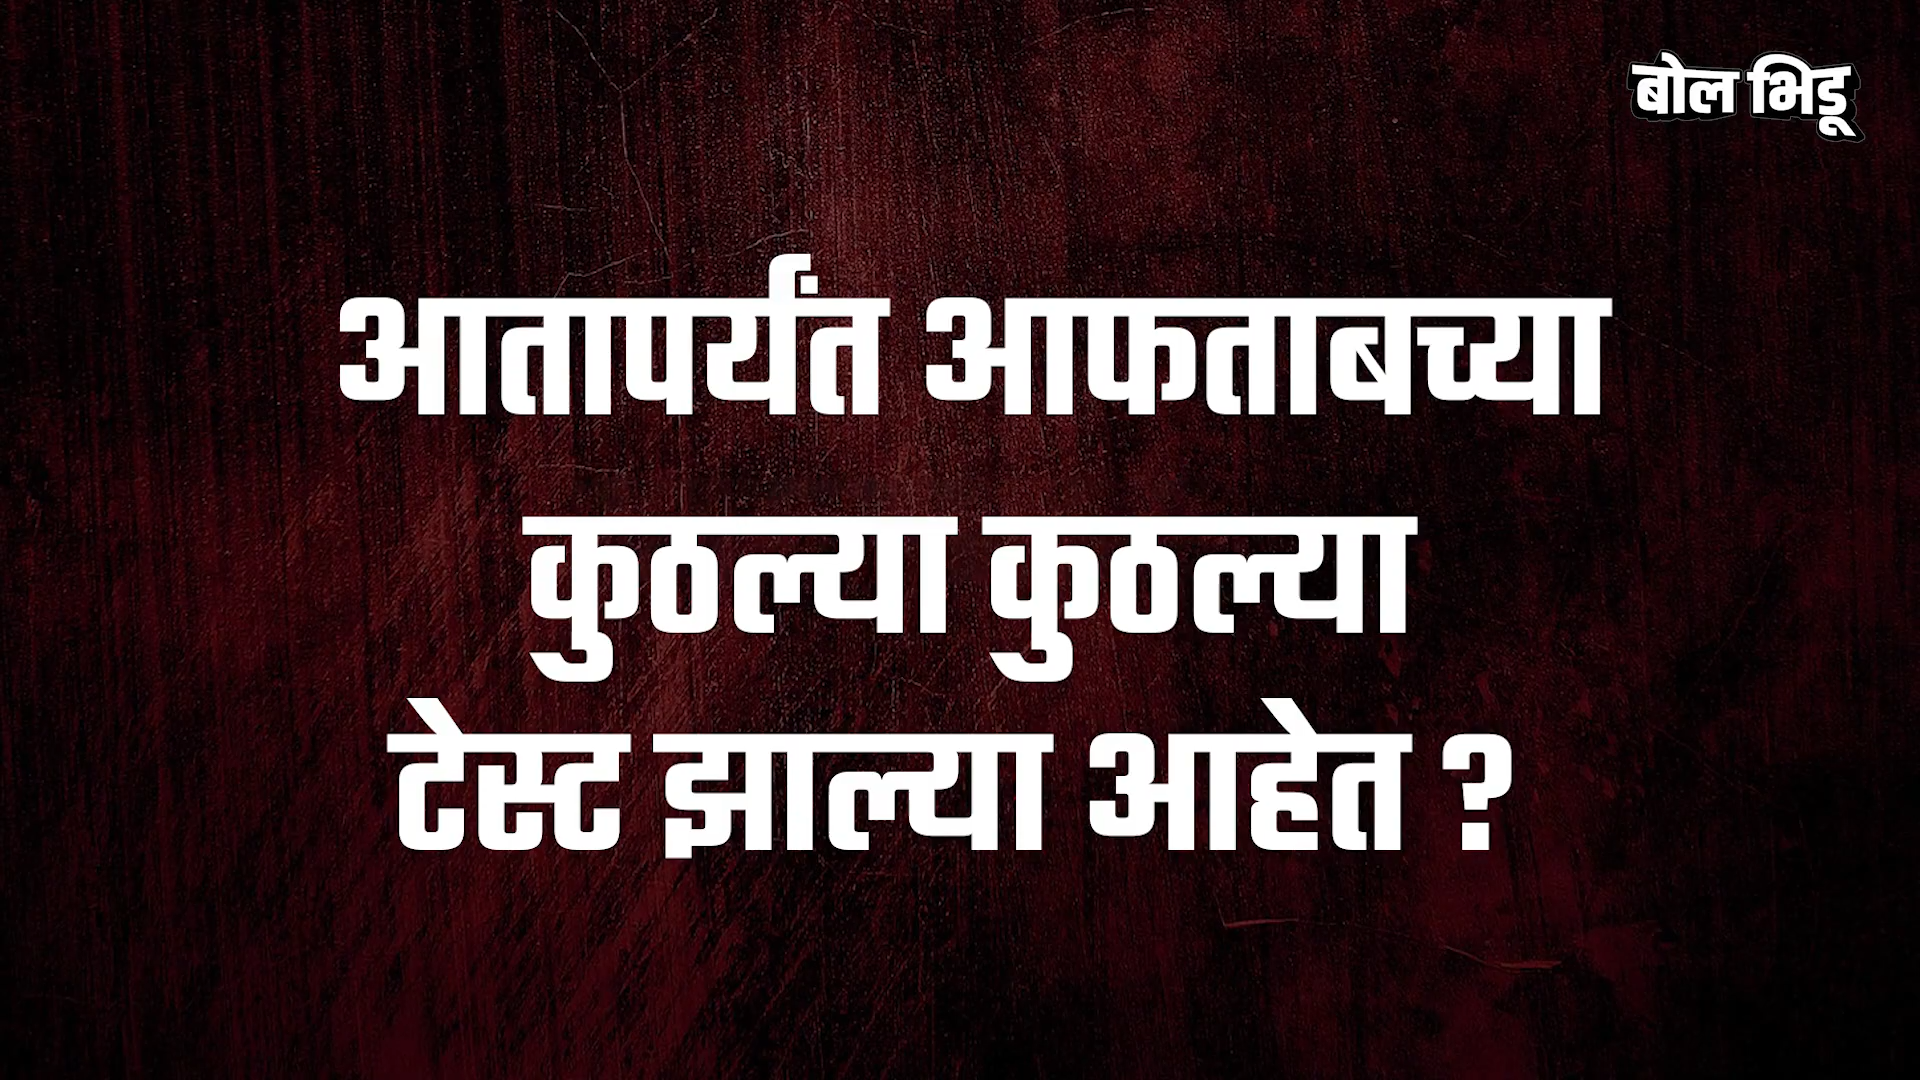 बोल भिडू
आतापर्यंत आफताबच्या
कुठल्या कुठल्या
टेस्ट झाल्या आहेत ?